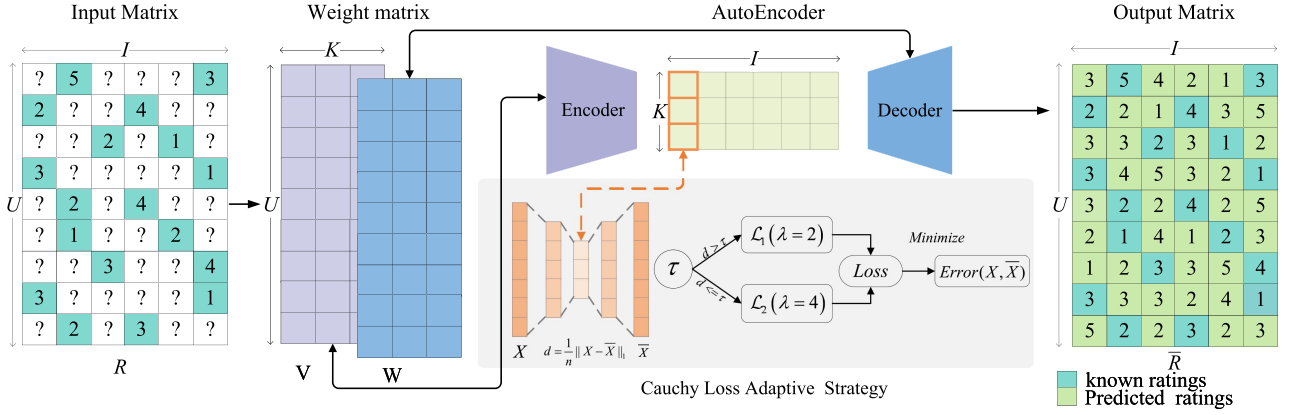 Input Matrix
Weight matrix
AutoEncoder
Output Matrix
I
K
I
I
U
? 5 ? ? ? 3
2 ? ? 4 ? ?
? ? 2 ? 1 ?
3 ? ? ? ? 1
? 2 ? 4 ? ?
? 1 ? ? 2 ?
? ? 3 ? ? 4
3 ? ? ? ? 1
? 2 ? 3 ? ?
R
U
V
W
Encoder
K
Decoder
X
d = 1/n || X − X̅ ||₁
X̅
τ
d > τ
d <= τ
ℒ₁(λ = 2)
ℒ₂(λ = 4)
Loss
Minimize
Error(X, X̅)
Cauchy Loss Adaptive Strategy
U
3 5 4 2 1 3
2 2 1 4 3 5
3 3 2 3 1 2
3 4 5 3 2 1
3 2 2 4 2 5
2 1 4 1 2 3
1 2 3 3 5 4
3 3 3 2 4 1
5 2 2 3 2 3
R̅
known ratings
Predicted ratings